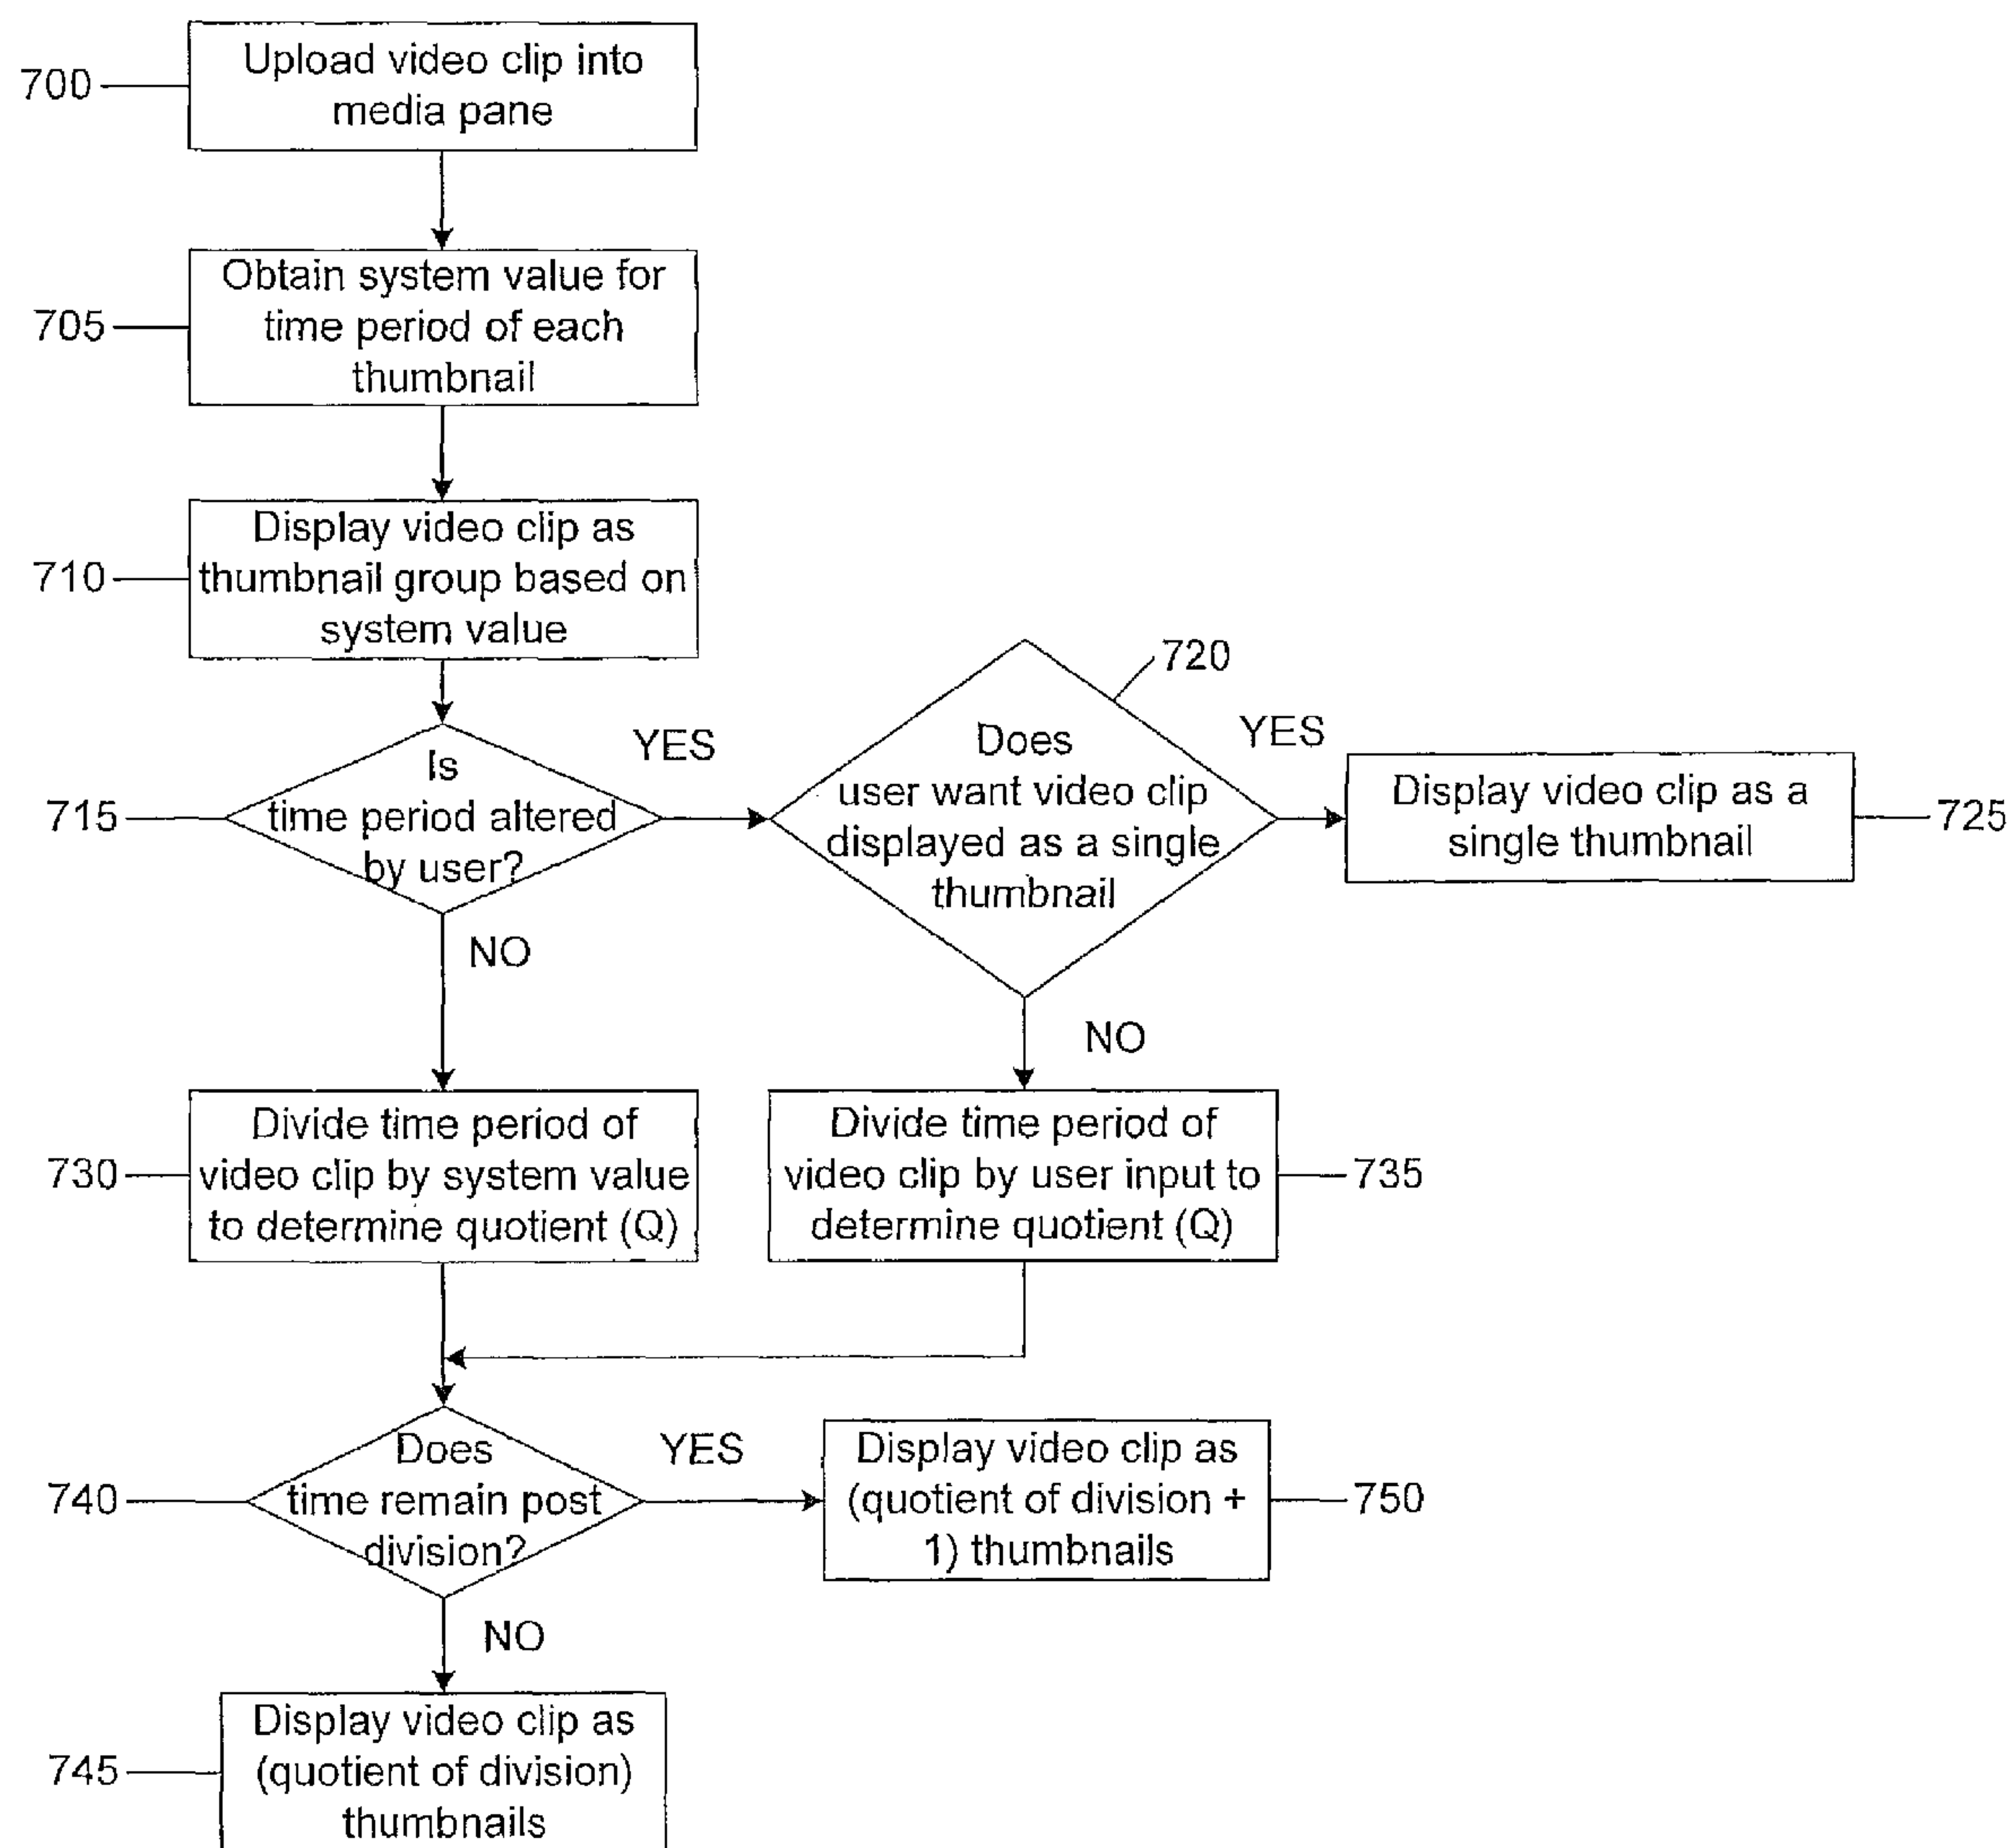 700
Upload video clip into
media pane
705
Obtain system value for
time period of each
thumbnail
710
Display video clip as
thumbnail group based on
system value
715
Is
time period altered
by user?
YES
720
Does
user want video clip
displayed as a single
thumbnail
YES
Display video clip as a
single thumbnail
725
NO
NO
730
Divide time period of
video clip by system value
to determine quotient (Q)
Divide time period of
video clip by user input to
determine quotient (Q)
735
740
Does
time remain post
division?
YES
Display video clip as
(quotient of division +
1) thumbnails
750
NO
745
Display video clip as
(quotient of division)
thumbnails